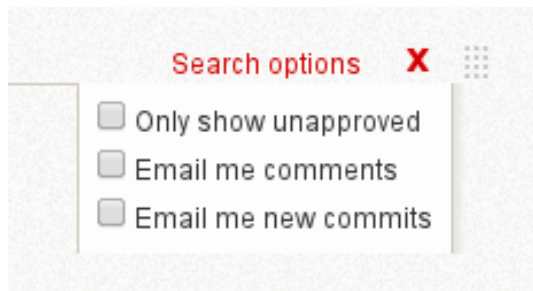 Search options X
Only show unapproved
Email me comments
Email me new commits